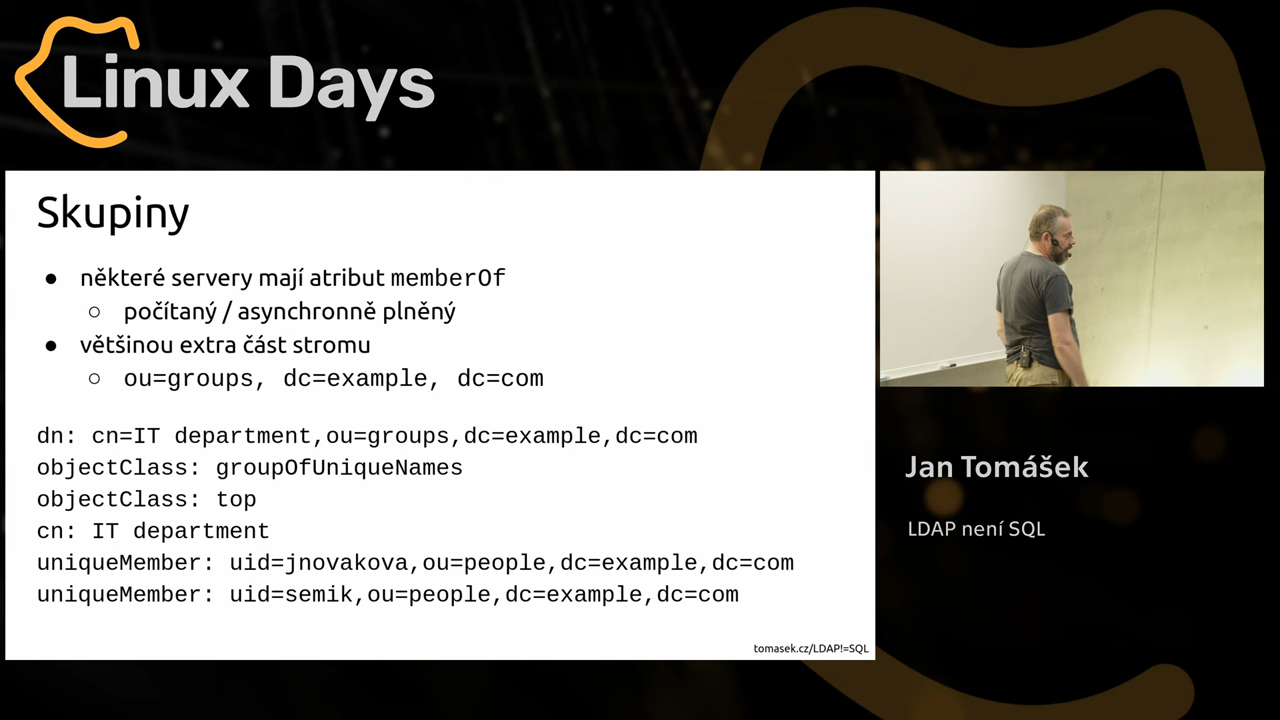 Linux Days
Skupiny
● některé servery mají atribut memberOf
○ počítaný / asynchronně plněný
● většinou extra část stromu
○ ou=groups, dc=example, dc=com
dn: cn=IT department,ou=groups,dc=example,dc=com
objectClass: groupOfUniqueNames
objectClass: top
cn: IT department
uniqueMember: uid=jnovakova,ou=people,dc=example,dc=com
uniqueMember: uid=semik,ou=people,dc=example,dc=com
tomasek.cz/LDAP!=SQL
Jan Tomášek
LDAP není SQL